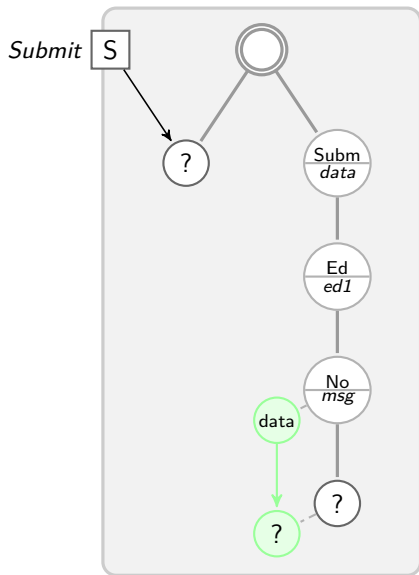 Submit S
?
Subm
data
Ed
ed1
No
msg
data
?
?